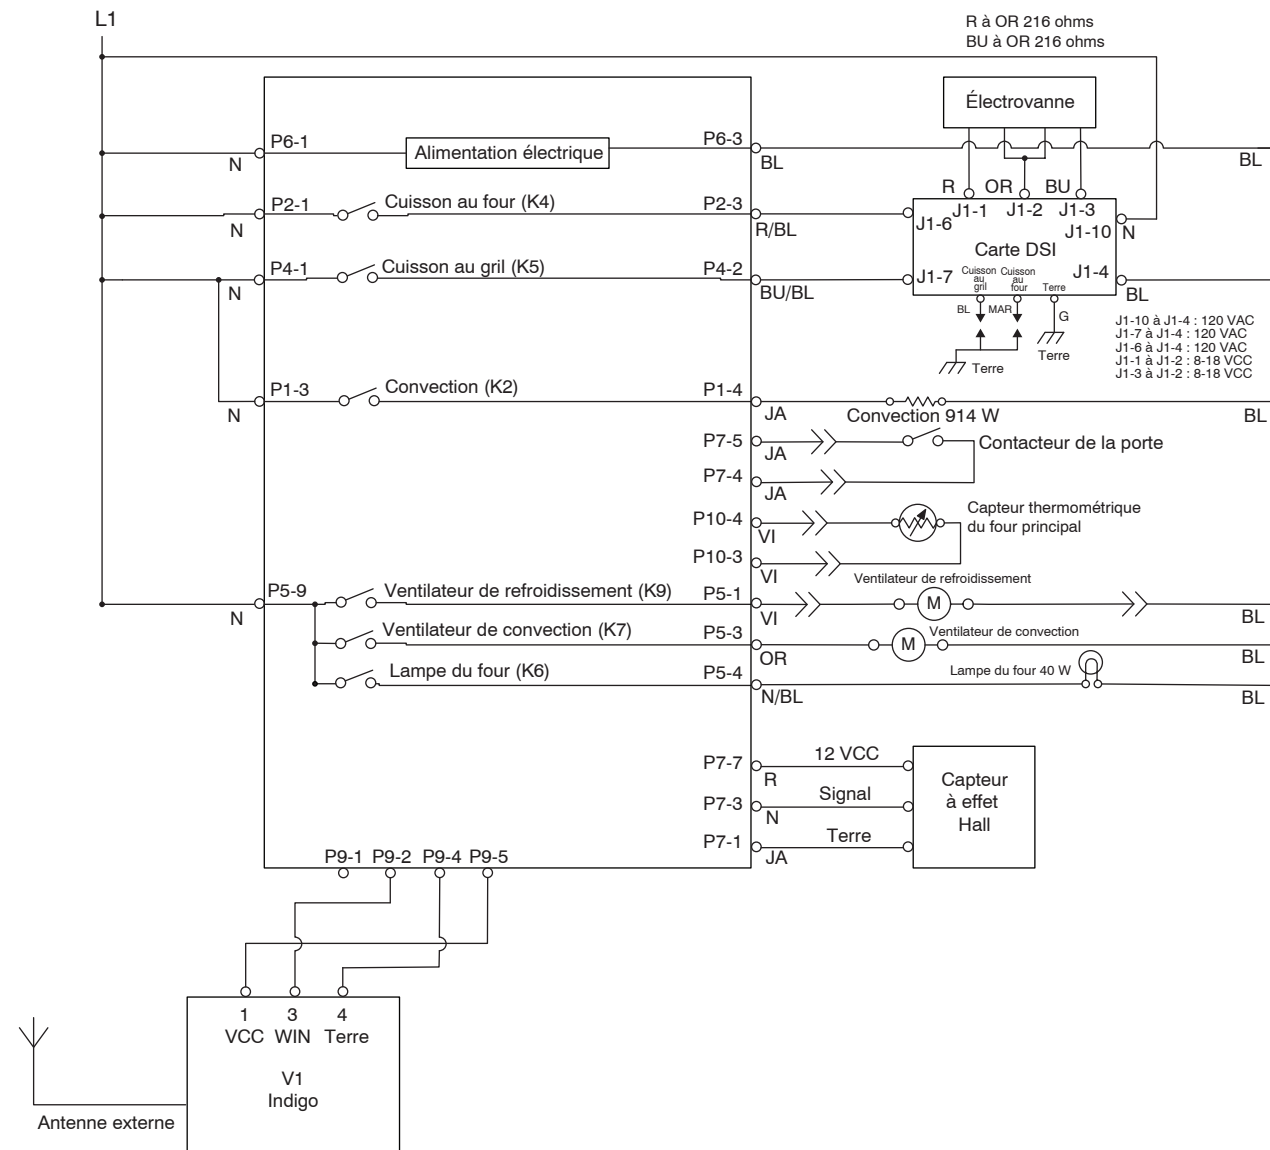 L1
R à OR 216 ohms
BU à OR 216 ohms
Électrovanne
P6-1
Alimentation électrique
P6-3
N
BL
BL
R
OR
BU
P2-1
Cuisson au four (K4)
P2-3
J1-6
J1-1
J1-2
J1-3
J1-10
N
R/BL
N
Carte DSI
P4-1
Cuisson au gril (K5)
P4-2
J1-7
Cuisson
au
gril
Cuisson
au
four
Terre
J1-4
N
BU/BL
BL
BL
MAR
G
Terre
Terre
J1-10 à J1-4 : 120 VAC
J1-7 à J1-4 : 120 VAC
J1-6 à J1-4 : 120 VAC
J1-1 à J1-2 : 8-18 VCC
J1-3 à J1-2 : 8-18 VCC
P1-3
Convection (K2)
P1-4
N
JA
Convection 914 W
BL
P7-5
JA
Contacteur de la porte
P7-4
JA
P10-4
VI
Capteur thermométrique
du four principal
P10-3
VI
P5-9
Ventilateur de refroidissement (K9)
P5-1
Ventilateur de refroidissement
M
N
VI
BL
Ventilateur de convection (K7)
P5-3
M
Ventilateur de convection
OR
BL
Lampe du four (K6)
P5-4
Lampe du four 40 W
N/BL
BL
P7-7
12 VCC
R
P7-3
Signal
N
P7-1
Terre
JA
Capteur
à effet
Hall
P9-1
P9-2
P9-4
P9-5
1
3
4
VCC
WIN
Terre
V1
Indigo
Antenne externe